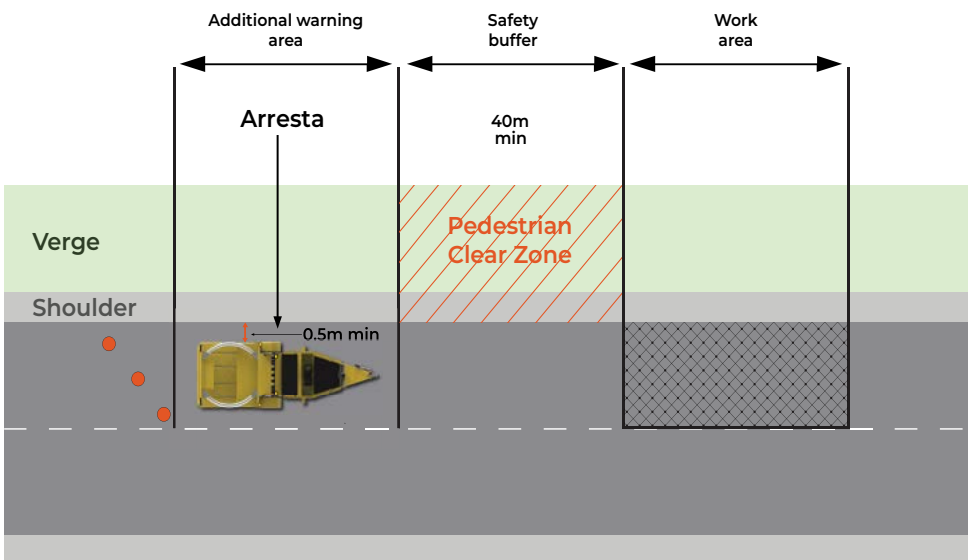 Additional warning
area
Safety
buffer
Work
area
Arresta
40m
min
Verge
Pedestrian
Clear Zone
Shoulder
0.5m min